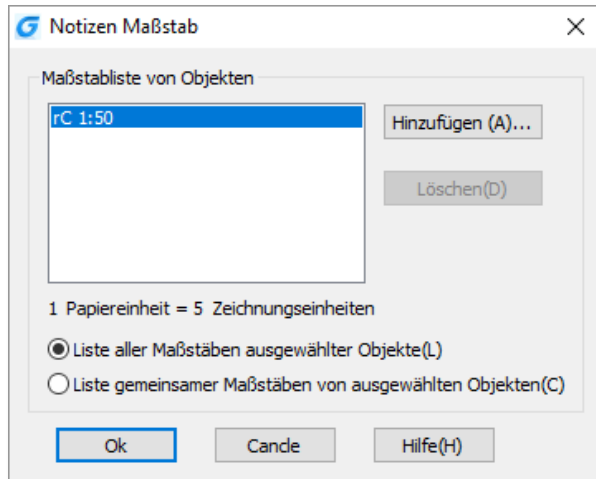 Notizen Maßstab
Maßstabliste von Objekten
rC 1:50
Hinzufügen (A)...
Löschen(D)
1 Papiereinheit = 5 Zeichnungseinheiten
Liste aller Maßstäben ausgewählter Objekte(L)
Liste gemeinsamer Maßstäben von ausgewählten Objekten(C)
Ok Cancle Hilfe(H)